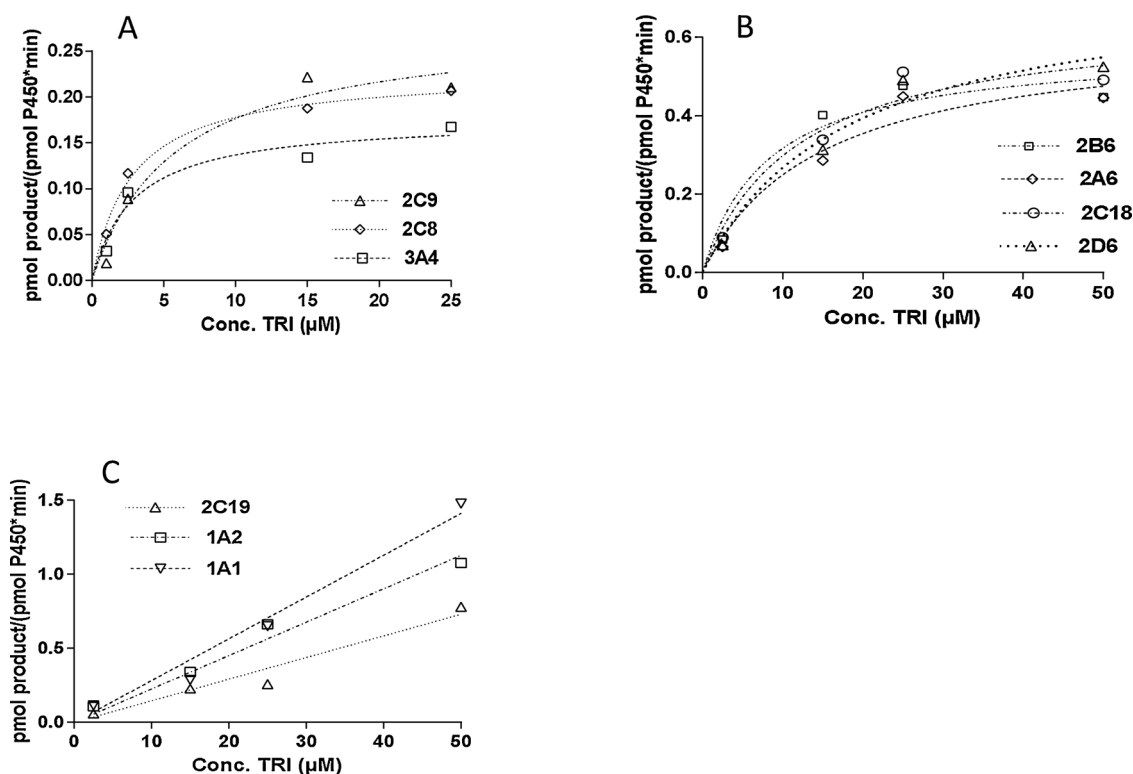 A
pmol product/(pmol P450*min)
0.25
0.20
0.15
0.10
0.05
0.00
0 5 10 15 20 25
Conc. TRI (µM)
2C9
2C8
3A4
B
pmol product/(pmol P450*min)
0.6
0.4
0.2
0.0
0 10 20 30 40 50
Conc. TRI (µM)
2B6
2A6
2C18
2D6
C
pmol product/(pmol P450*min)
1.5
1.0
0.5
0.0
0 10 20 30 40 50
Conc. TRI (µM)
2C19
1A2
1A1